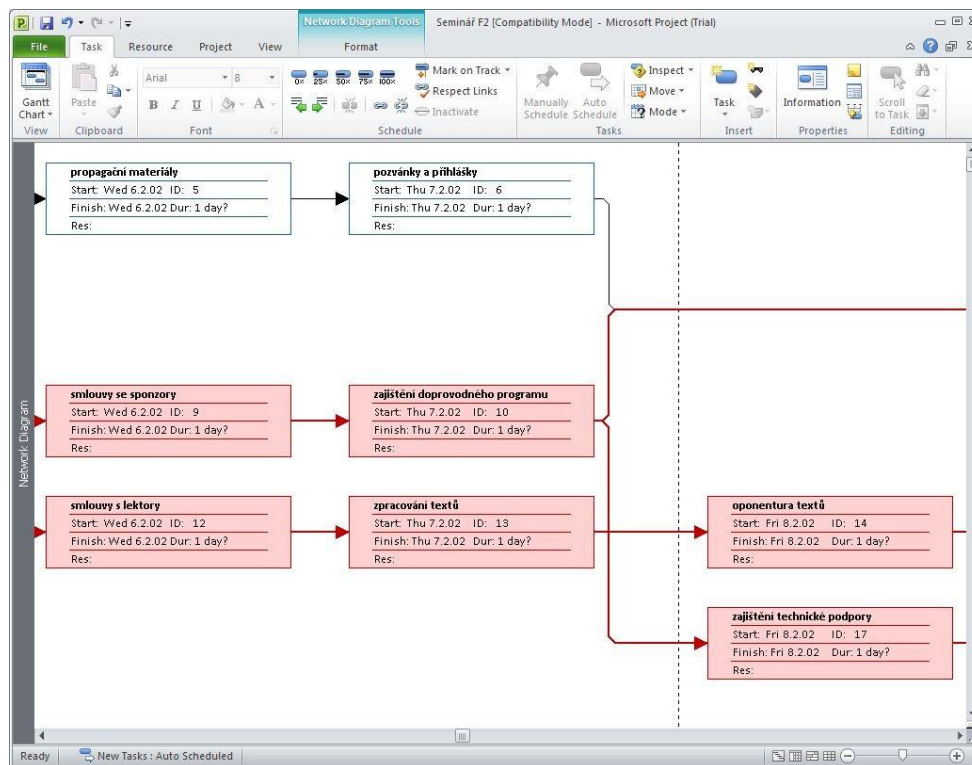 Network Diagram Tools
Seminář F2 [Compatibility Mode] - Microsoft Project (Trial)
File Task Resource Project View Format
Gantt Chart
View
Paste
Clipboard
Arial 8
B I U A
Font
0% 25% 50% 75% 100%
Mark on Track
Respect Links
Inactivate
Schedule
Manually Schedule
Auto Schedule
Inspect
Move
Mode
Tasks
Task
Insert
Information
Properties
Scroll to Task
Editing
Network Diagram
propagační materiály
Start: Wed 6.2.02 ID: 5
Finish: Wed 6.2.02 Dur: 1 day?
Res:
pozvánky a přihlášky
Start: Thu 7.2.02 ID: 6
Finish: Thu 7.2.02 Dur: 1 day?
Res:
smlouvy se sponzory
Start: Wed 6.2.02 ID: 9
Finish: Wed 6.2.02 Dur: 1 day?
Res:
zajištění doprovodného programu
Start: Thu 7.2.02 ID: 10
Finish: Thu 7.2.02 Dur: 1 day?
Res:
smlouvy s lektory
Start: Wed 6.2.02 ID: 12
Finish: Wed 6.2.02 Dur: 1 day?
Res:
zpracování textů
Start: Thu 7.2.02 ID: 13
Finish: Thu 7.2.02 Dur: 1 day?
Res:
oponentura textů
Start: Fri 8.2.02 ID: 14
Finish: Fri 8.2.02 Dur: 1 day?
Res:
zajištění technické podpory
Start: Fri 8.2.02 ID: 17
Finish: Fri 8.2.02 Dur: 1 day?
Res:
Ready New Tasks : Auto Scheduled